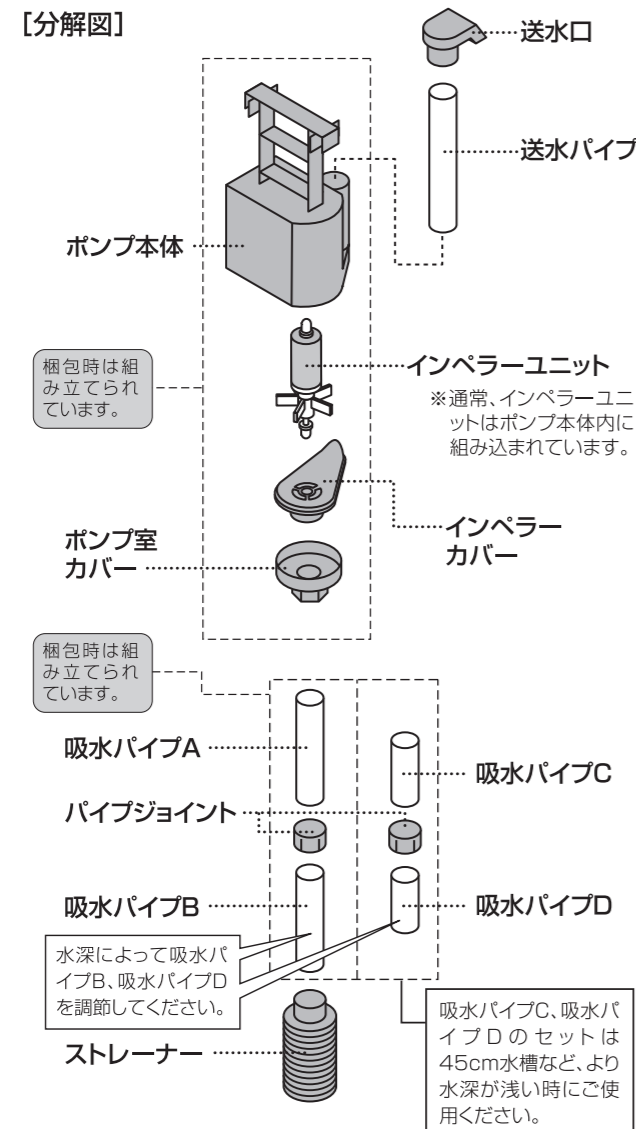 [分解図]
送水口
送水パイプ
ポンプ本体
梱包時は組
み立てられ
ています。
インペラーユニット
※通常、インペラーユニ
ットはポンプ本体内に
組み込まれています。
インペラー
カバー
ポンプ室
カバー
梱包時は組
み立てられ
ています。
吸水パイプA
吸水パイプC
パイプジョイント
吸水パイプB
吸水パイプD
水深によって吸水パ
イプB、吸水パイプD
を調節してください。
ストレーナー
吸水パイプC、吸水パ
イプDのセットは
45cm水槽など、より
水深が浅い時にご使
用ください。